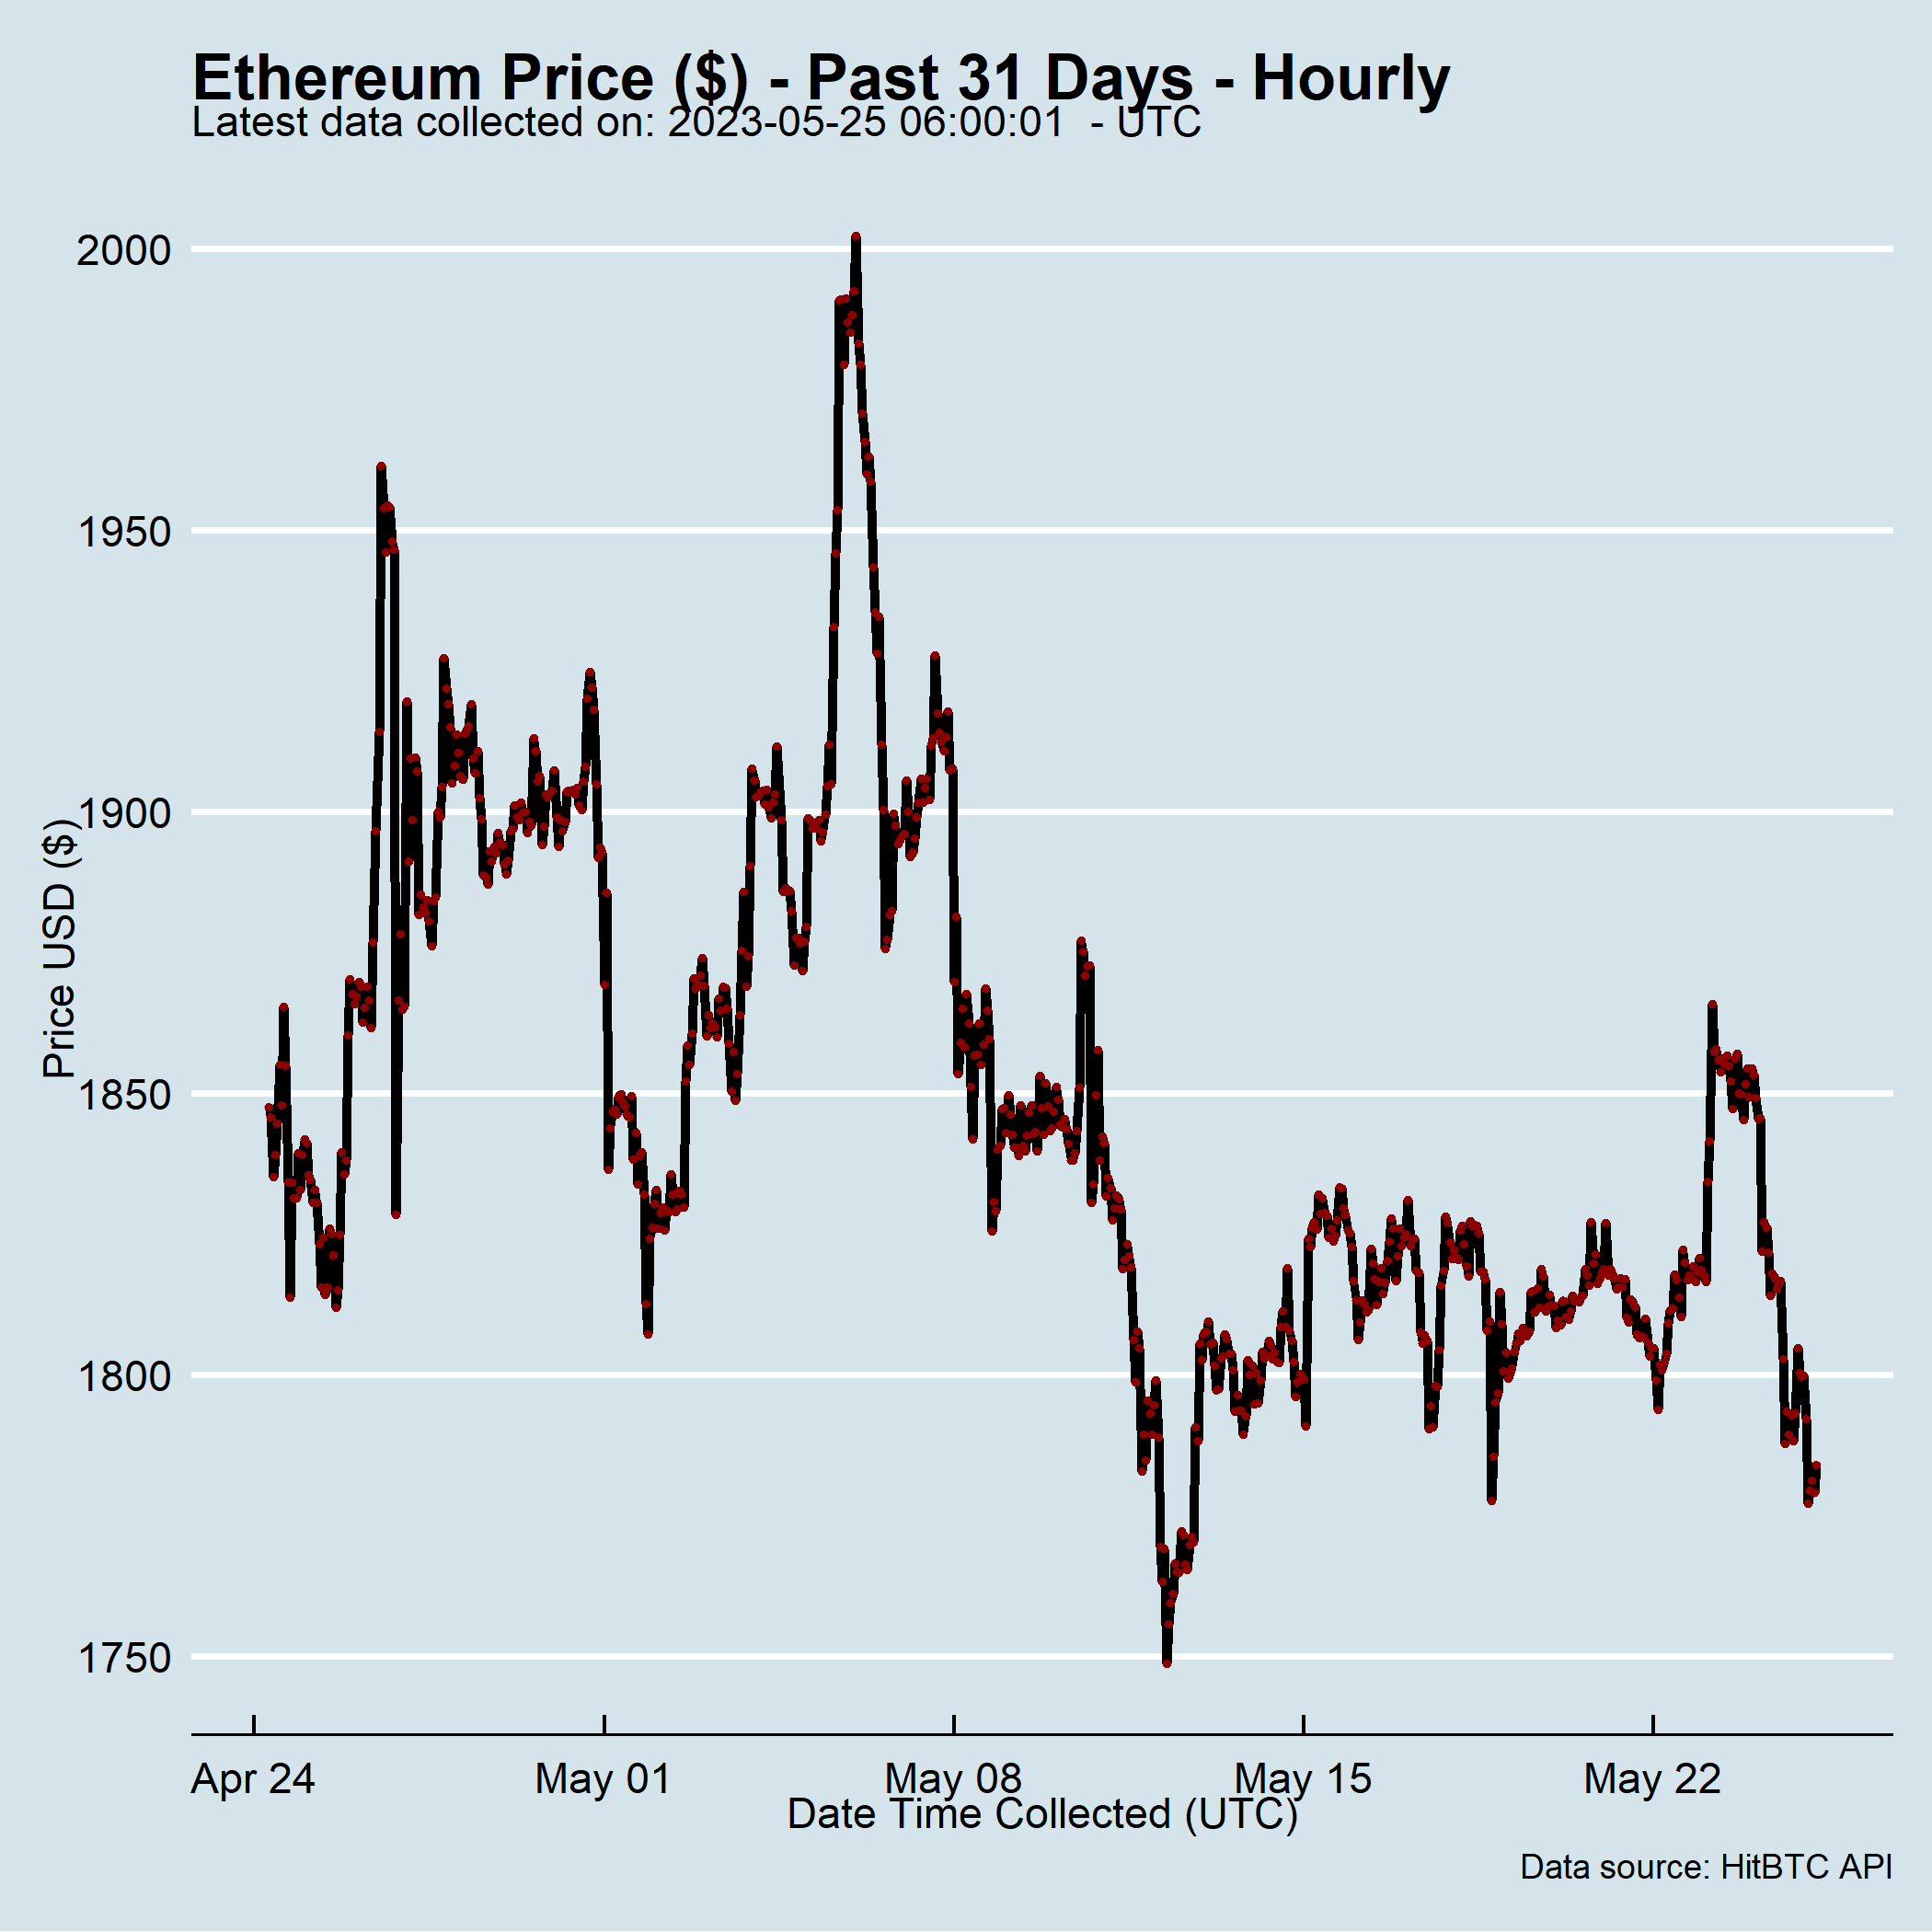 Ethereum Price ($) - Past 31 Days - Hourly
Latest data collected on: 2023-05-25 06:00:01  - UTC
2000
1950
1900
1850
1800
1750
Price USD ($)
Apr 24 May 01 May 08 May 15 May 22
Date Time Collected (UTC)
Data source: HitBTC API